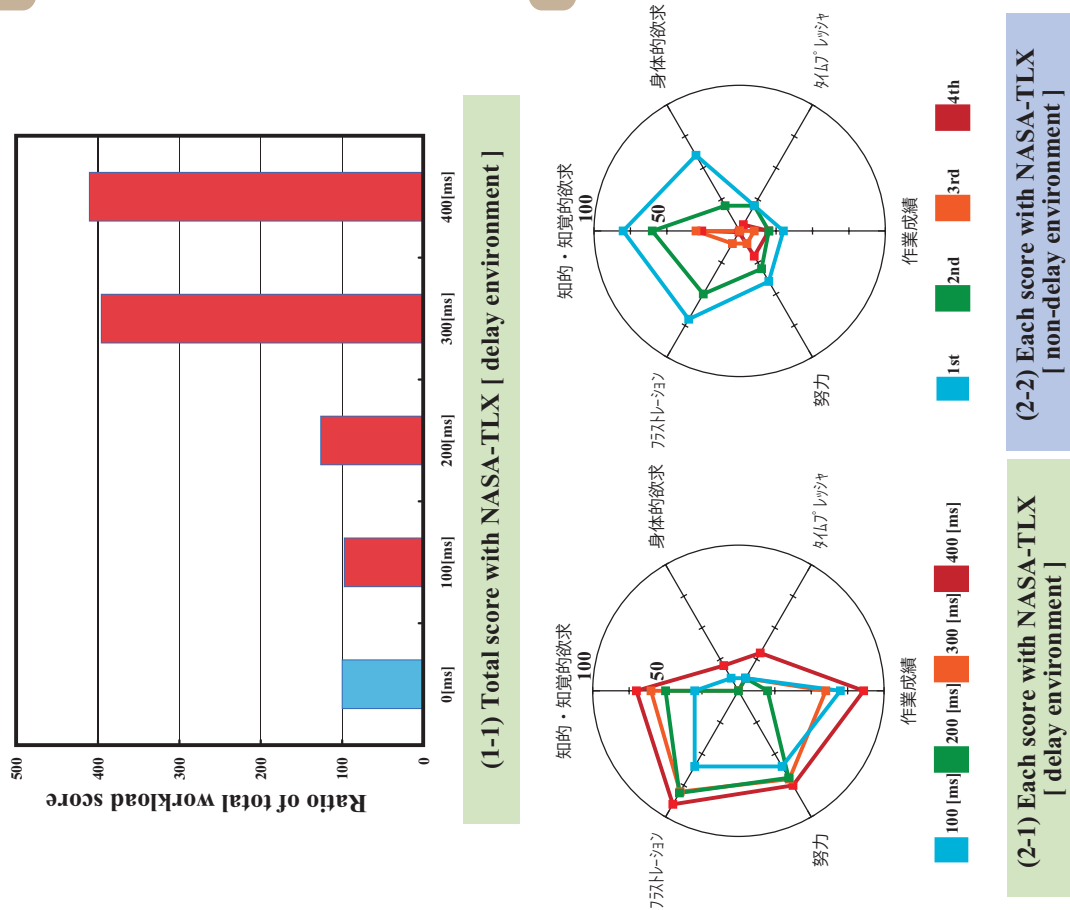 500
400
300
200
100
0
Ratio of total workload score
0[ms]
100[ms]
200[ms]
300[ms]
400[ms]
(1-1) Total score with NASA-TLX [ delay environment ]
知的・知覚的欲求
100
50
身体的欲求
タイムプレッシャ
作業成績
努力
フラストレーション
100 [ms]
200 [ms]
300 [ms]
400 [ms]
(2-1) Each score with NASA-TLX
[ delay environment ]
知的・知覚的欲求
100
50
身体的欲求
タイムプレッシャ
作業成績
努力
フラストレーション
1st
2nd
3rd
4th
(2-2) Each score with NASA-TLX
[ non-delay environment ]